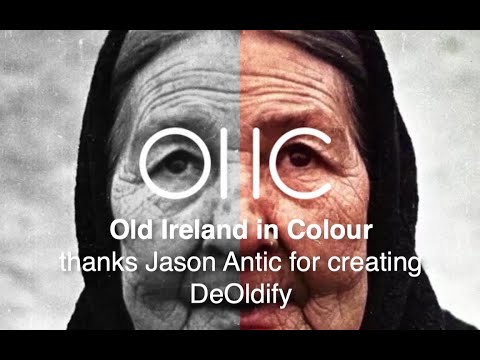 OIIC
Old Ireland in Colour
thanks Jason Antic for creating
DeOldify